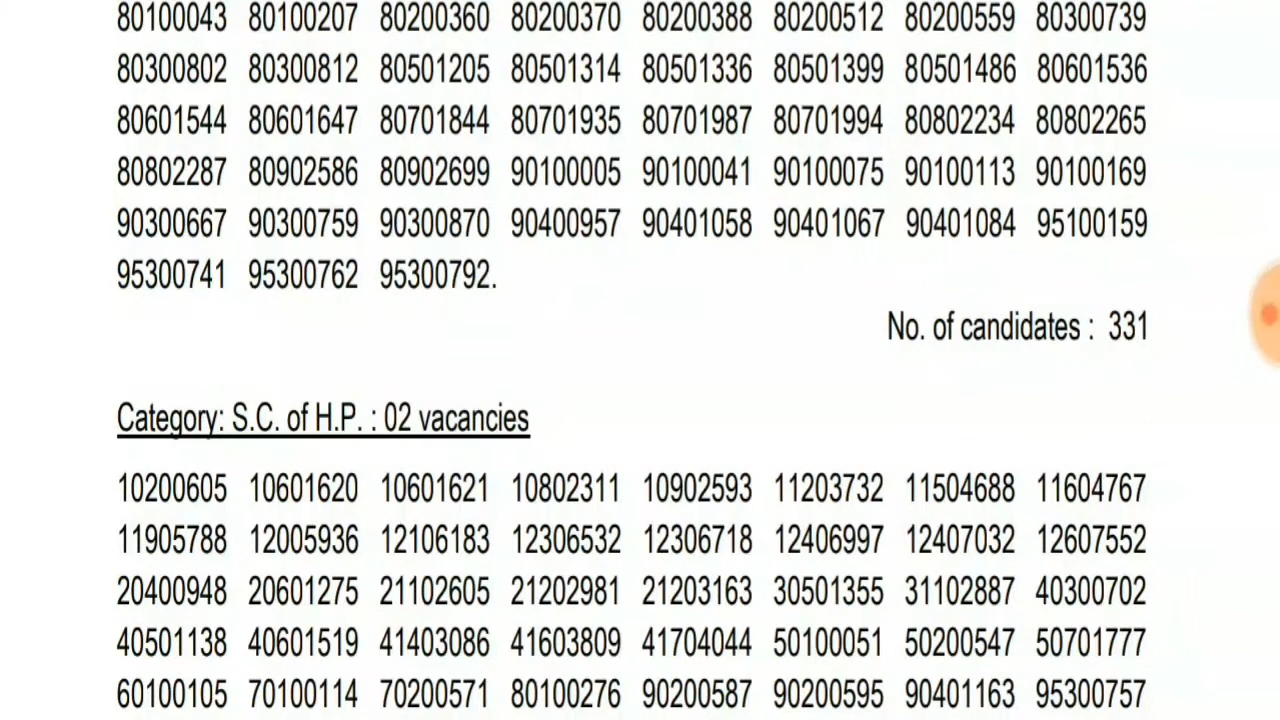 80100043 80100207 80200360 80200370 80200388 80200512 80200559 80300739
80300802 80300812 80501205 80501314 80501336 80501399 80501486 80601536
80601544 80601647 80701844 80701935 80701987 80701994 80802234 80802265
80802287 80902586 80902699 90100005 90100041 90100075 90100113 90100169
90300667 90300759 90300870 90400957 90401058 90401067 90401084 95100159
95300741 95300762 95300792.
No. of candidates : 331
Category: S.C. of H.P. : 02 vacancies
10200605 10601620 10601621 10802311 10902593 11203732 11504688 11604767
11905788 12005936 12106183 12306532 12306718 12406997 12407032 12607552
20400948 20601275 21102605 21202981 21203163 30501355 31102887 40300702
40501138 40601519 41403086 41603809 41704044 50100051 50200547 50701777
60100105 70100114 70200571 80100276 90200587 90200595 90401163 95300757